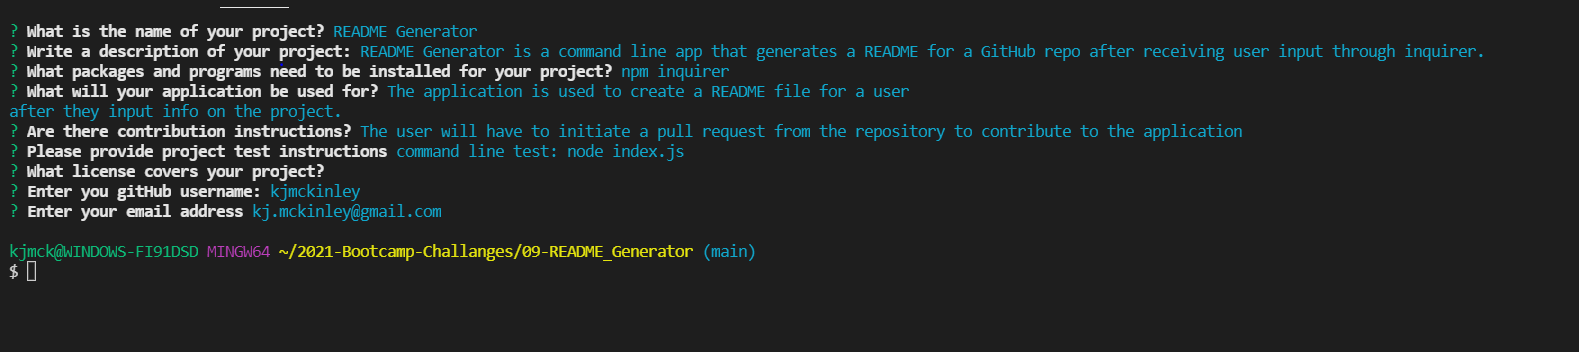 ? What is the name of your project? README Generator
? Write a description of your project: README Generator is a command line app that generates a README for a GitHub repo after receiving user input through inquirer.
? What packages and programs need to be installed for your project? npm inquirer
? What will your application be used for? The application is used to create a README file for a user
after they input info on the project.
? Are there contribution instructions? The user will have to initiate a pull request from the repository to contribute to the application
? Please provide project test instructions command line test: node index.js
? What license covers your project?
? Enter you gitHub username: kjmckinley
? Enter your email address kj.mckinley@gmail.com
kjmck@WINDOWS-FI91DSD MINGW64 ~/2021-Bootcamp-Challanges/09-README_Generator (main)
$